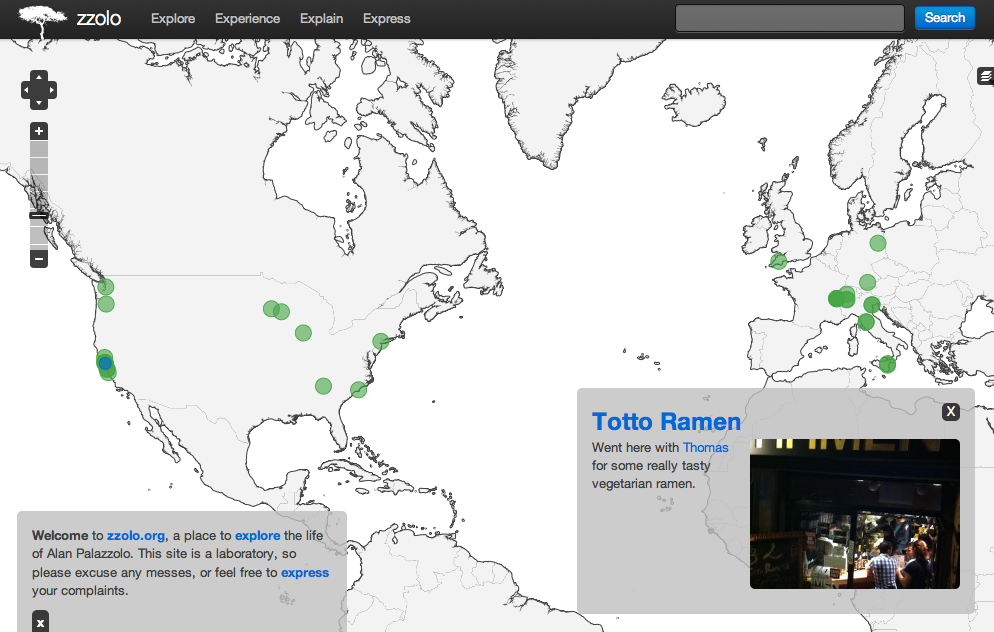 zzolo Explore Experience Explain Express Search
+
−
Totto Ramen X
Went here with Thomas
for some really tasty
vegetarian ramen.
Welcome to zzolo.org, a place to explore the life
of Alan Palazzolo. This site is a laboratory, so
please excuse any messes, or feel free to express
your complaints.
x